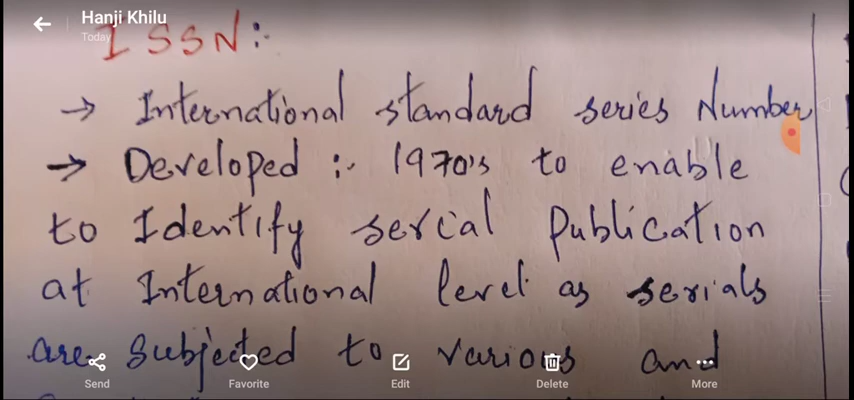 Hanji Khilu
Today
ISSN:-
→ International standard series Number
→ Developed :- 1970's to enable
to Identify sercial Publication
at International level as serials
are subjected to various and
Send Favorite Edit Delete More